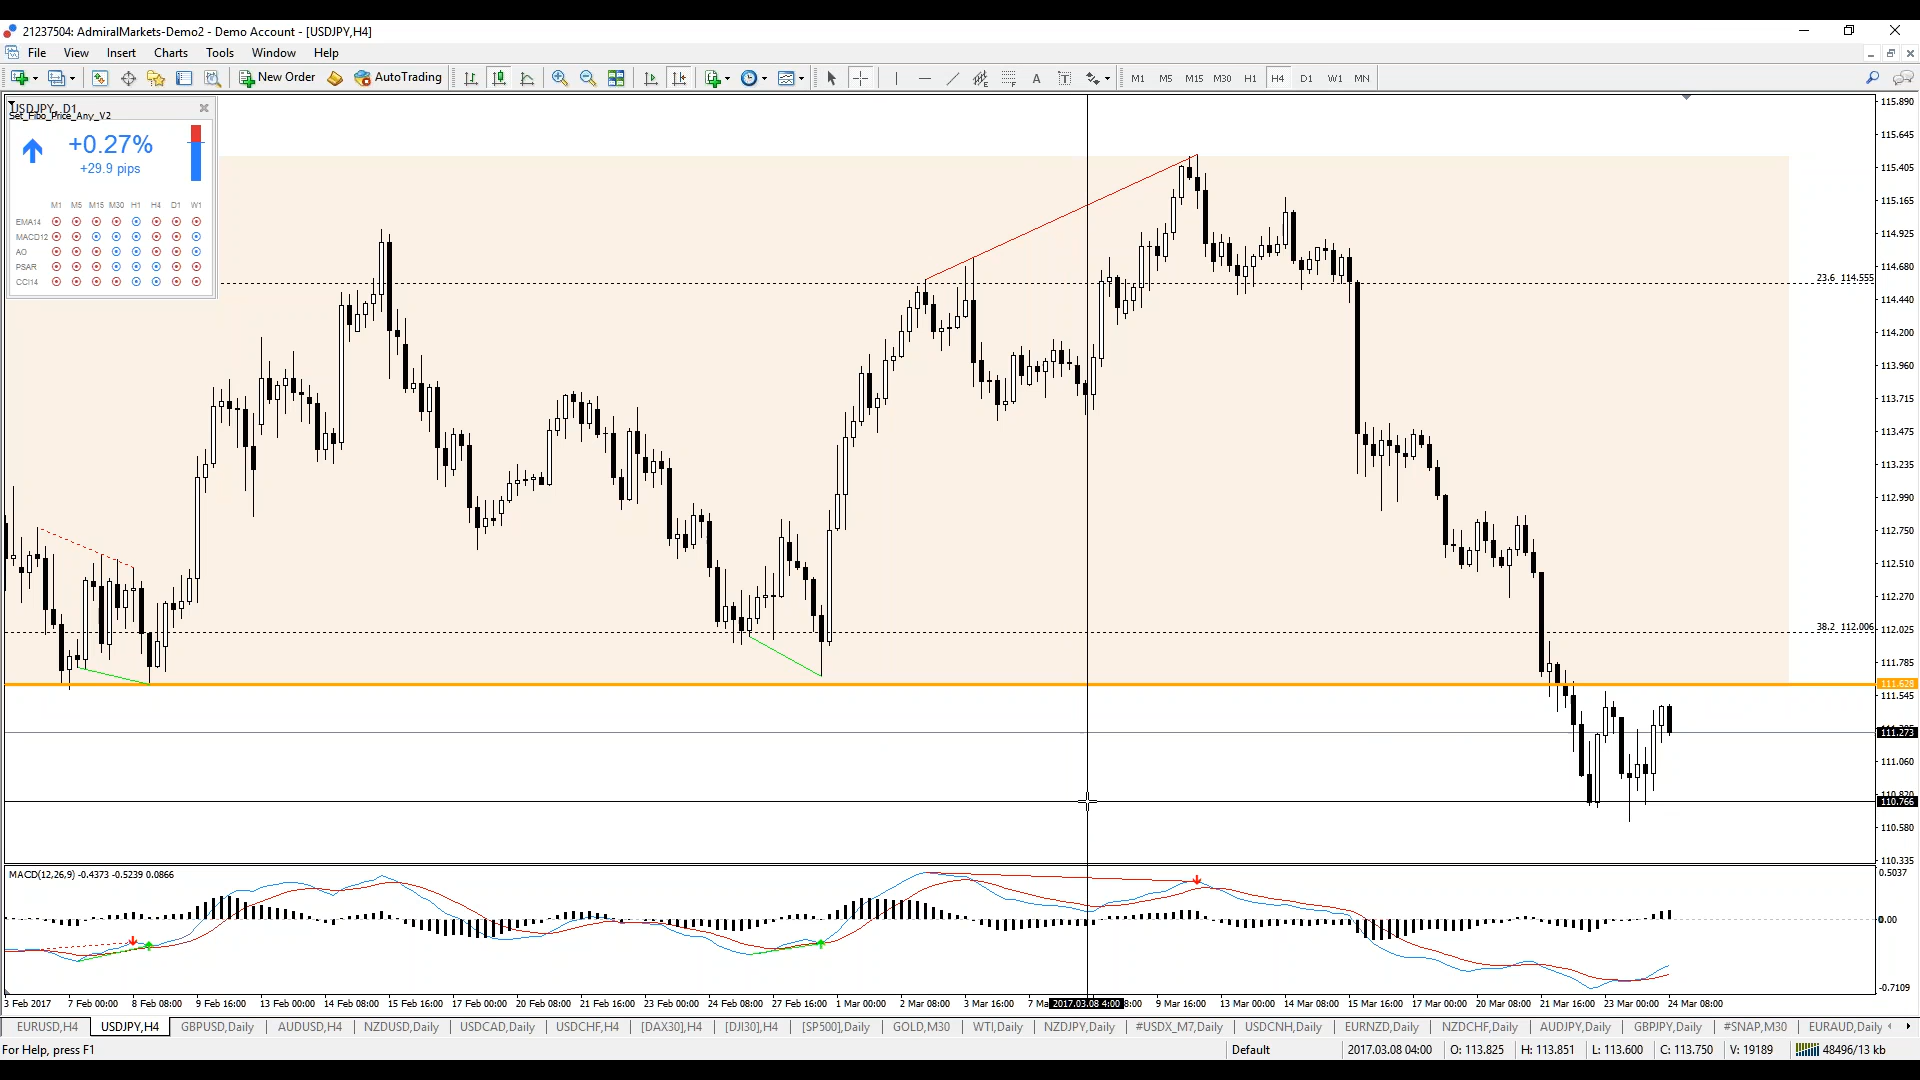 21237504: AdmiralMarkets-Demo2 - Demo Account - [USDJPY,H4]
File View Insert Charts Tools Window Help
New Order AutoTrading A T M1 M5 M15 M30 H1 H4 D1 W1 MN
USDJPY, D1
Set_Fibo_Price_Any_V2
+0.27%
+29.9 pips
M1 M5 M15 M30 H1 H4 D1 W1
EMA14
MACD12
AO
PSAR
CCI14
115.890
115.645
115.405
115.165
114.925
114.680
23.6 114.555
114.440
114.200
113.960
113.715
113.475
113.235
112.990
112.750
112.510
112.270
38.2 112.006
112.025
111.785
111.628
111.545
111.273
111.060
110.766
110.580
110.335
MACD(12,26,9) -0.4373 -0.5239 0.0866
0.5037
0.00
-0.7109
3 Feb 2017 7 Feb 00:00 8 Feb 08:00 9 Feb 16:00 13 Feb 00:00 14 Feb 08:00 15 Feb 16:00 17 Feb 00:00 20 Feb 08:00 21 Feb 16:00 23 Feb 00:00 24 Feb 08:00 27 Feb 16:00 1 Mar 00:00 2 Mar 08:00 3 Mar 16:00 7 Ma 2017.03.08 4:00 8:00 9 Mar 16:00 13 Mar 00:00 14 Mar 08:00 15 Mar 16:00 17 Mar 00:00 20 Mar 08:00 21 Mar 16:00 23 Mar 00:00 24 Mar 08:00
EURUSD,H4 USDJPY,H4 GBPUSD,Daily AUDUSD,H4 NZDUSD,Daily USDCAD,Daily USDCHF,H4 [DAX30],H4 [DJI30],H4 [SP500],Daily GOLD,M30 WTI,Daily NZDJPY,Daily #USDX_M7,Daily USDCNH,Daily EURNZD,Daily NZDCHF,Daily AUDJPY,Daily GBPJPY,Daily #SNAP,M30 EURAUD,Daily
For Help, press F1 Default 2017.03.08 04:00 O: 113.825 H: 113.851 L: 113.600 C: 113.750 V: 19189 48496/13 kb